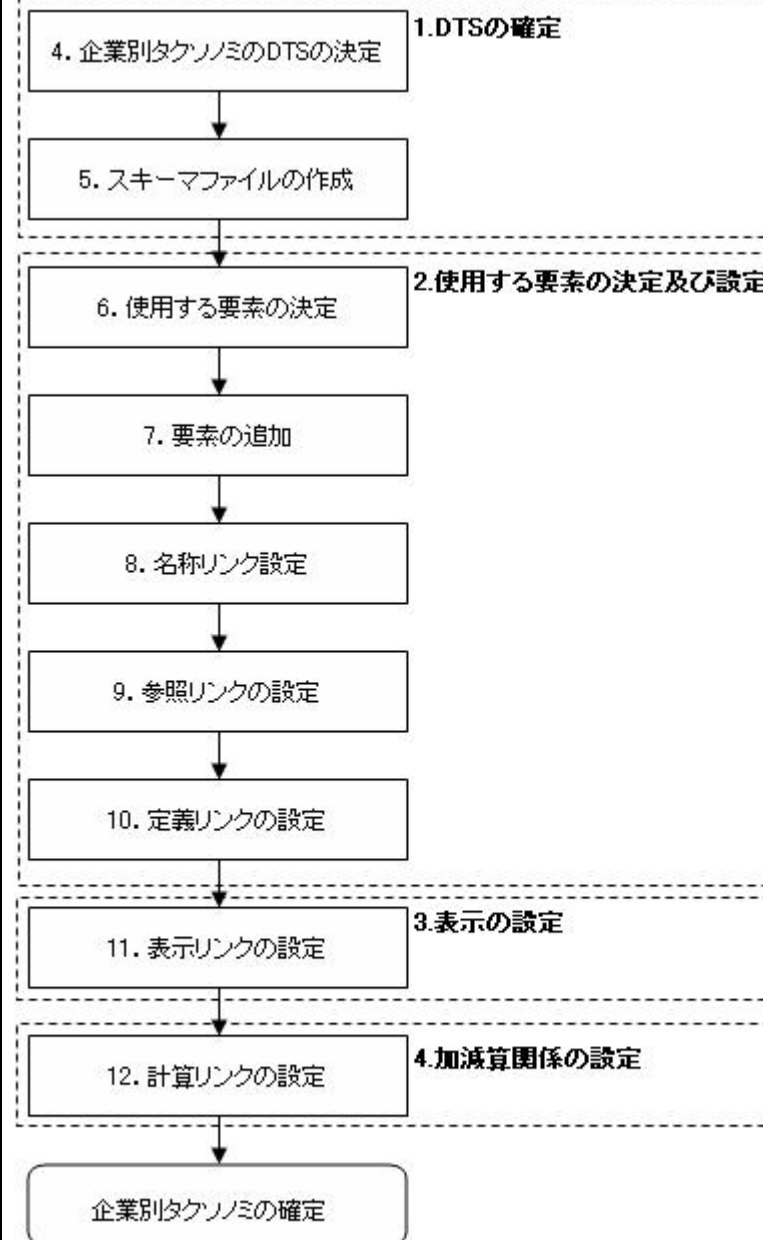 1.DTSの確定
4. 企業別タクソノミのDTSの決定
5. スキーマファイルの作成
2.使用する要素の決定及び設定
6. 使用する要素の決定
7. 要素の追加
8. 名称リンク設定
9. 参照リンクの設定
10. 定義リンクの設定
3.表示の設定
11. 表示リンクの設定
4.加減算関係の設定
12. 計算リンクの設定
企業別タクソノミの確定